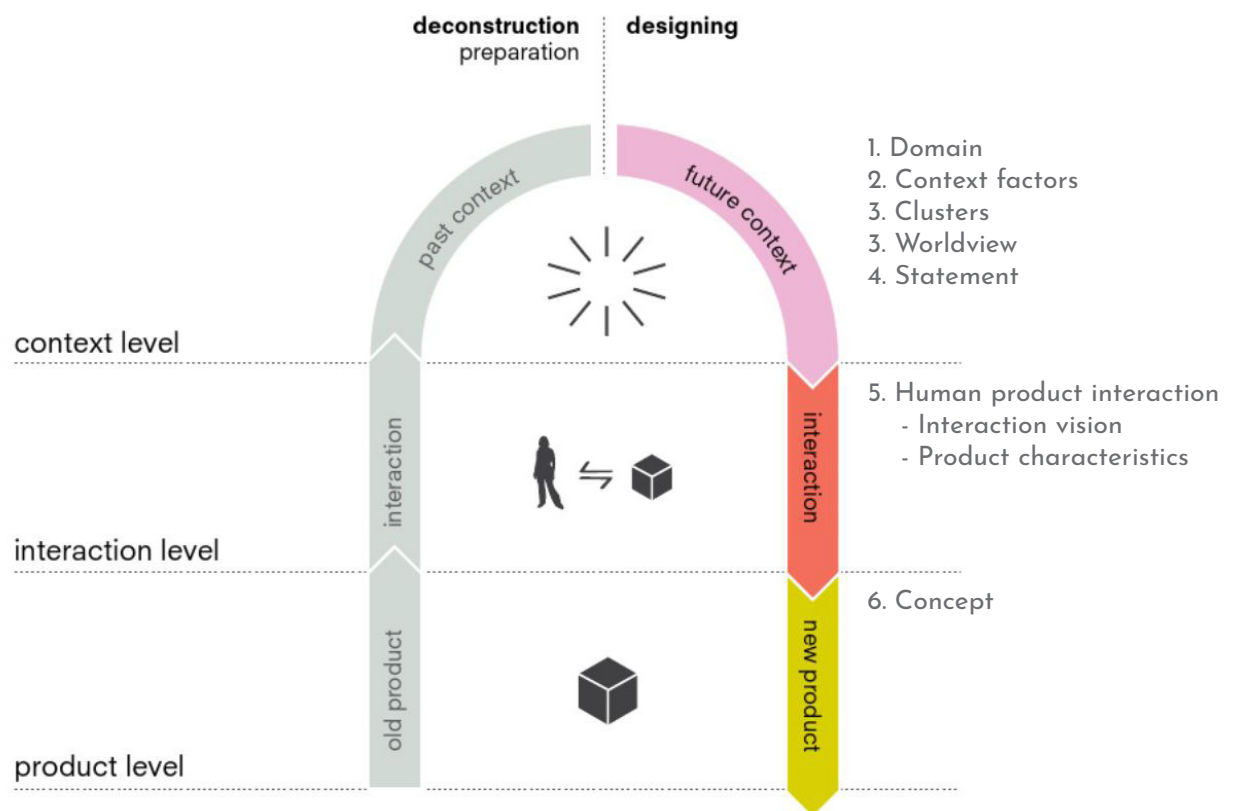 deconstruction
preparation
designing
past context
future context
1. Domain
2. Context factors
3. Clusters
3. Worldview
4. Statement
context level
interaction
interaction
5. Human product interaction
- Interaction vision
- Product characteristics
interaction level
old product
new product
6. Concept
product level